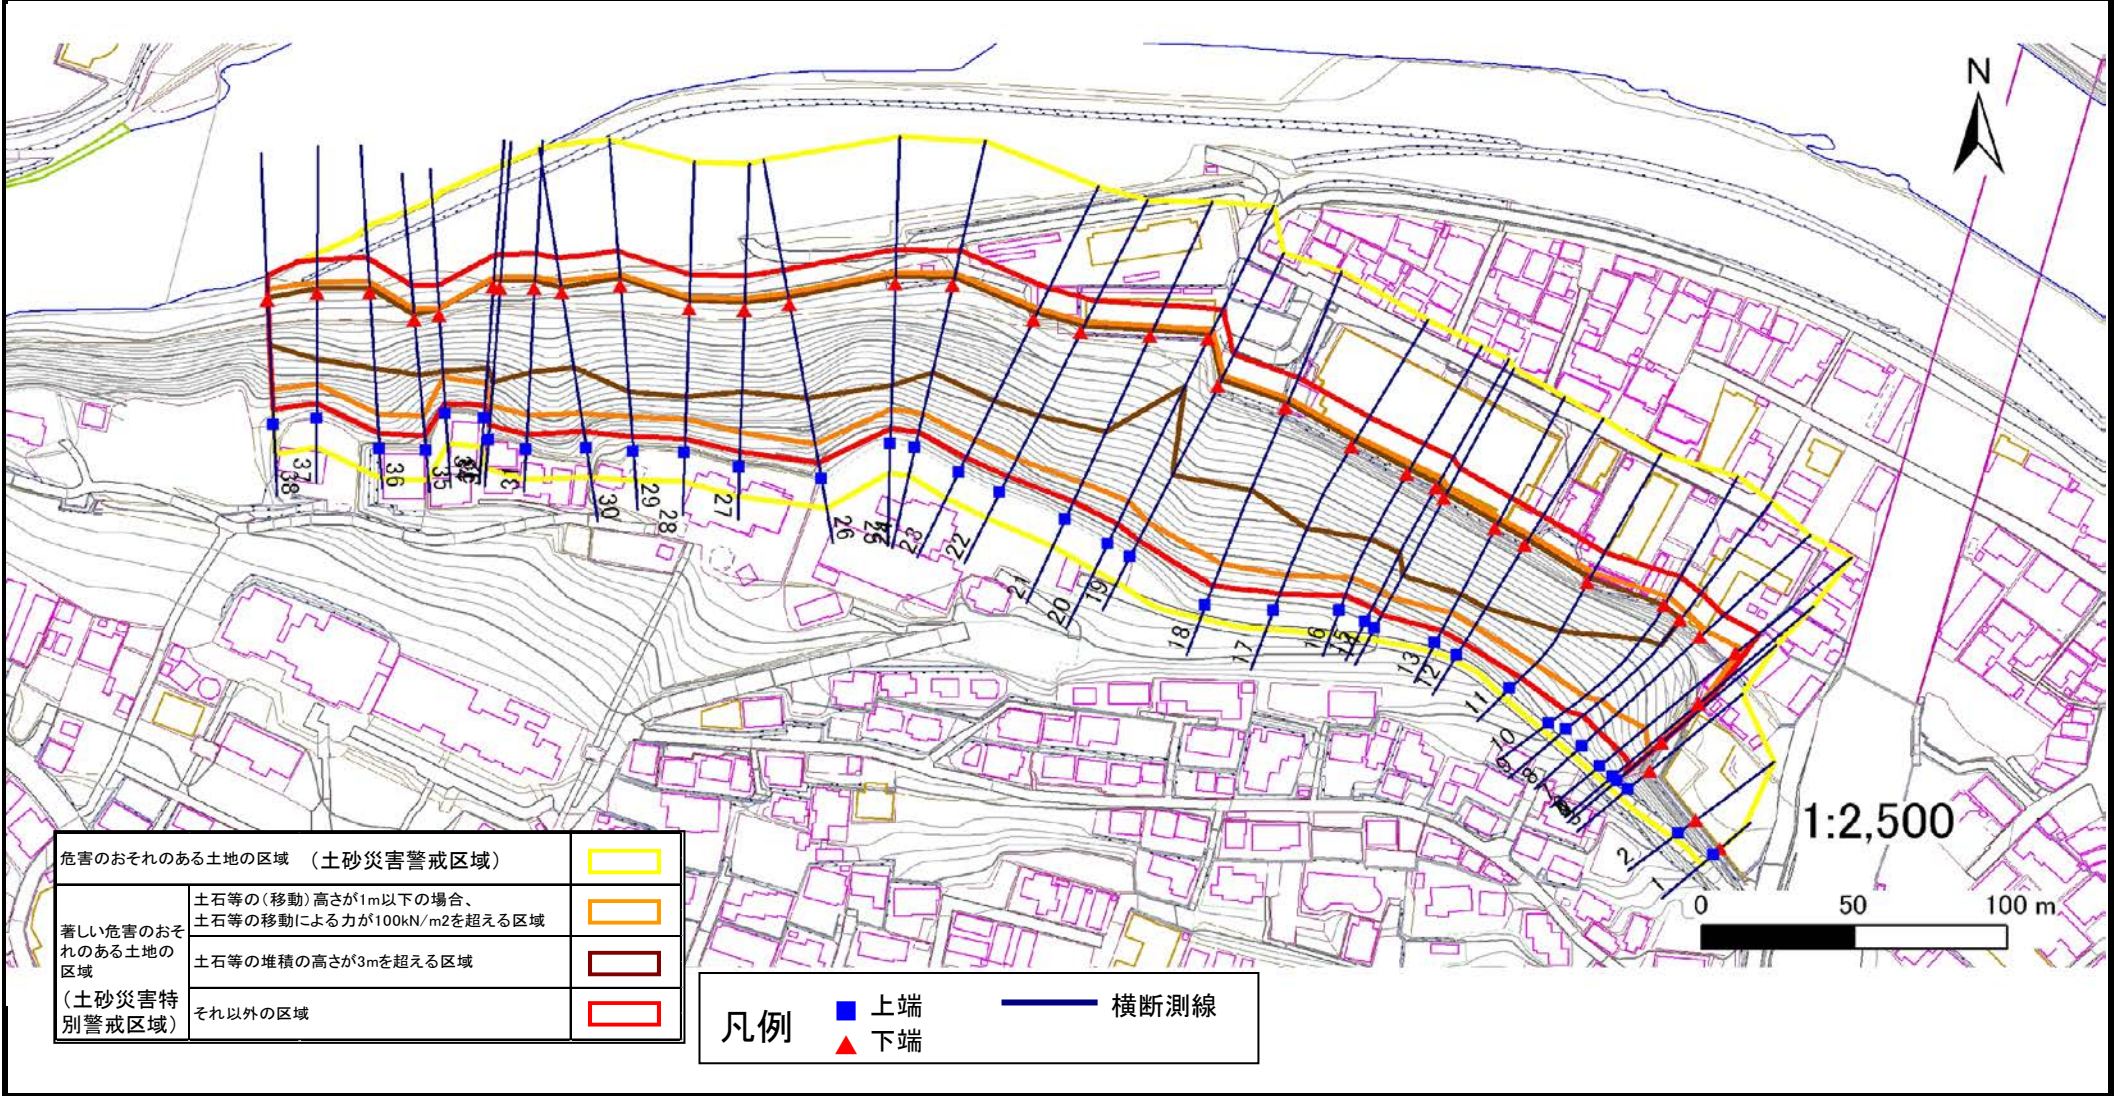 N
38
37
36
35
31
30
29
28
27
26
23
22
21
20
19
18
17
16
15
13
12
11
10
9
8
7
2
1
1:2,500
0 50 100 m
危害のおそれのある土地の区域 (土砂災害警戒区域)
著しい危害のおそ
れのある土地の
区域
(土砂災害特
別警戒区域)
土石等の(移動)高さが1m以下の場合、
土石等の移動による力が100kN/m2を超える区域
土石等の堆積の高さが3mを超える区域
それ以外の区域
凡例
上端
下端
横断測線